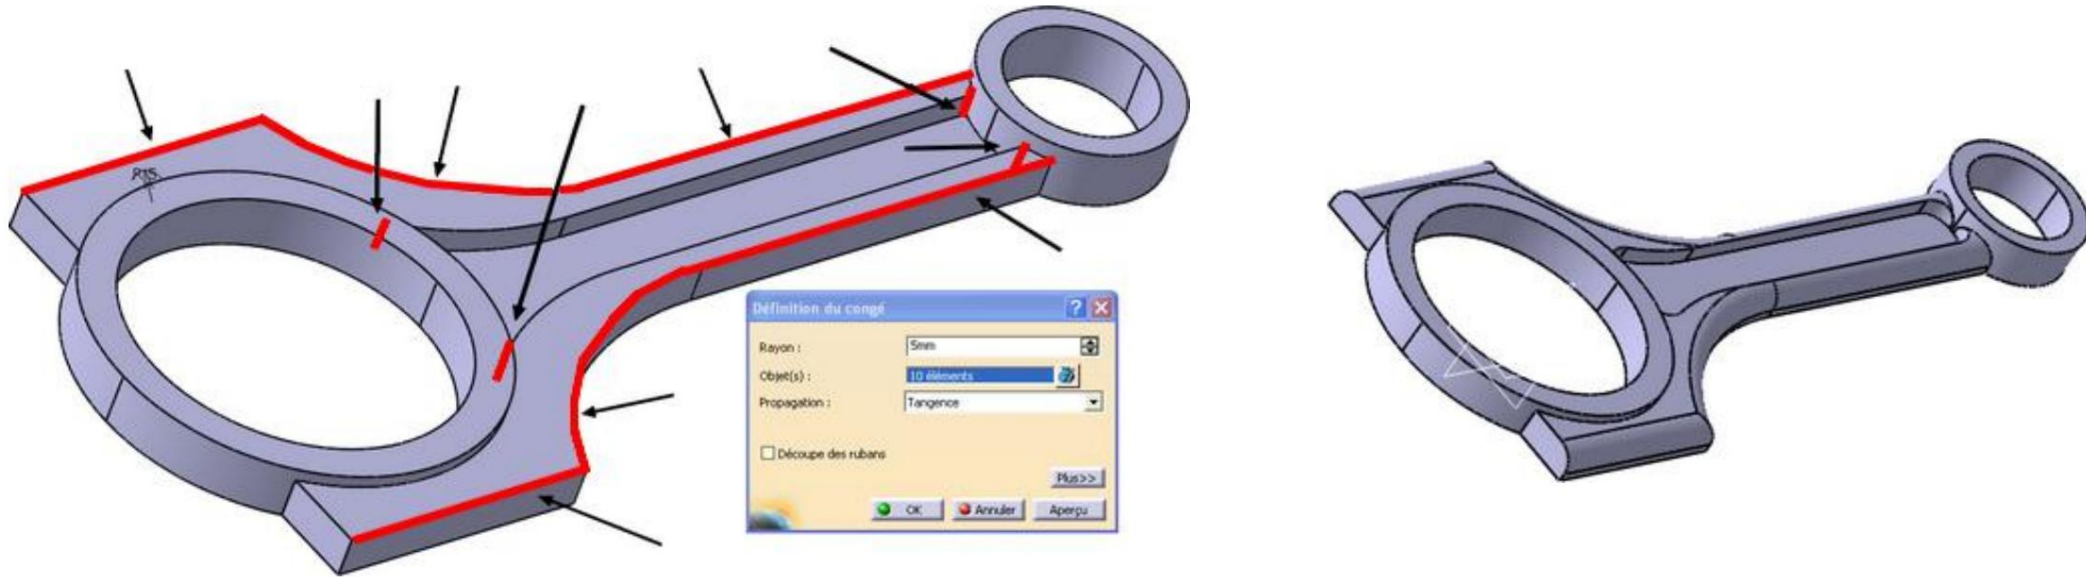 R15
Définition du congé
Rayon : 5mm
Objet(s) : 10 éléments
Propagation : Tangence
Découpe des rubans
Plus>>
OK Annuler Aperçu